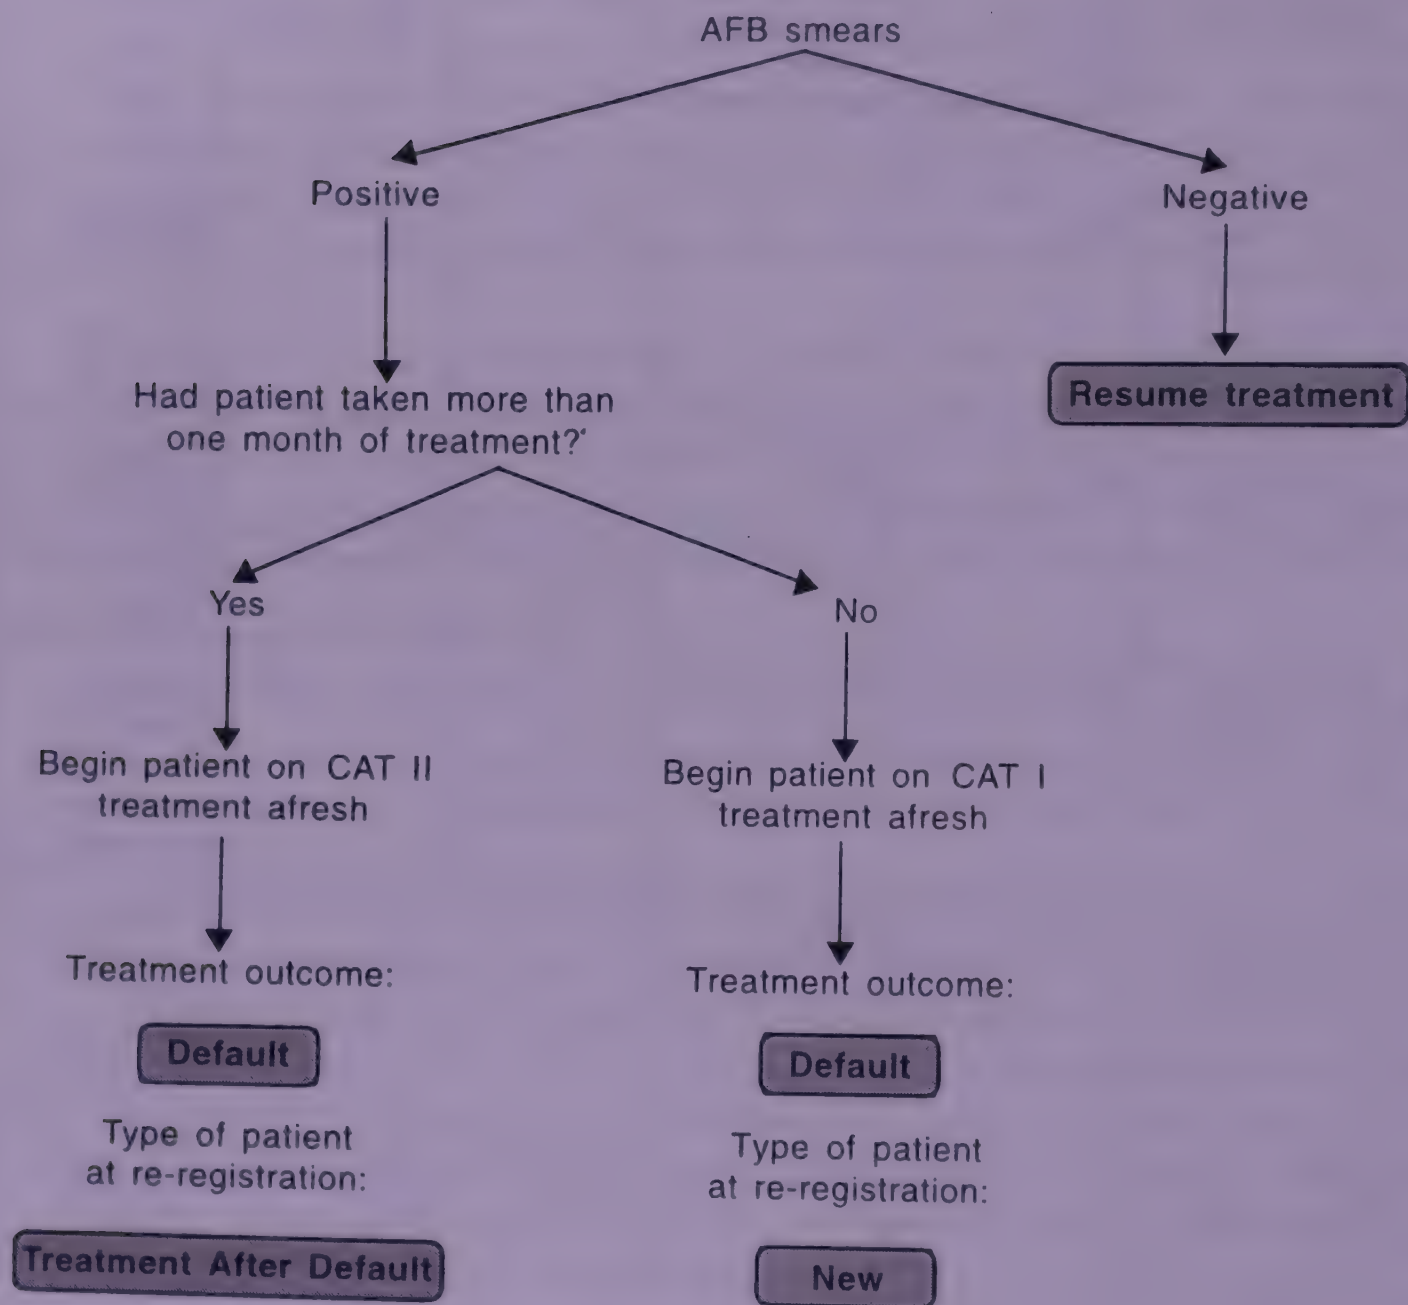 AFB smears
Positive
Negative
Had patient taken more than
one month of treatment?*
Resume treatment
Yes
No
Begin patient on CAT II
treatment afresh
Begin patient on CAT I
treatment afresh
Treatment outcome:
Treatment outcome:
Default
Default
Type of patient
at re-registration:
Type of patient
at re-registration:
Treatment After Default
New